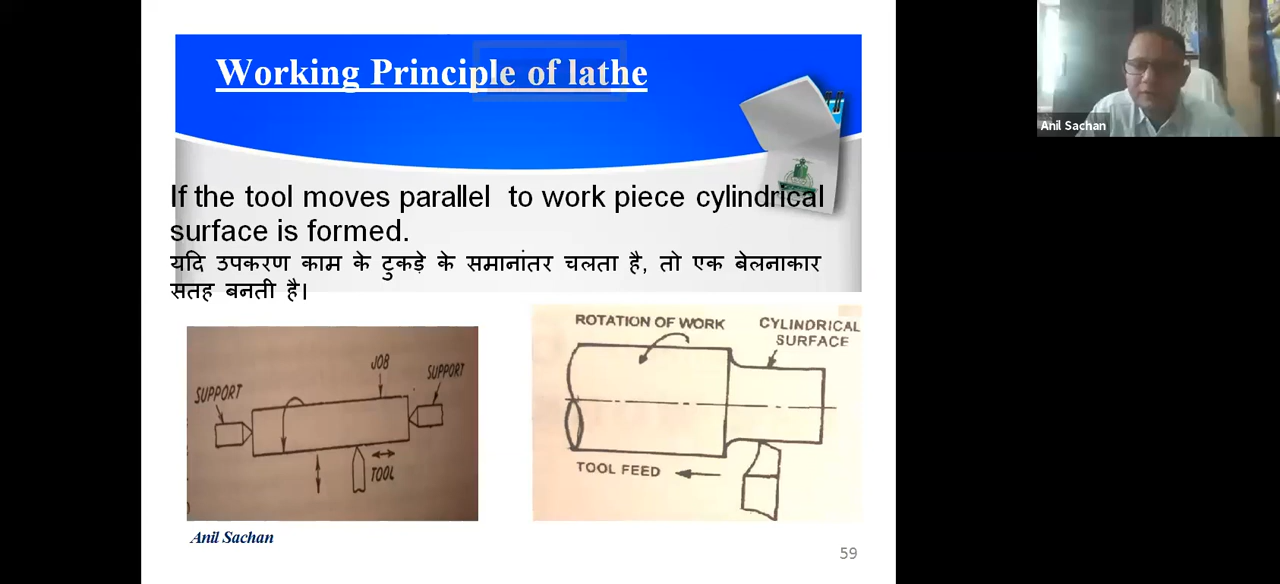 Working Principle of lathe
If the tool moves parallel to work piece cylindrical
surface is formed.
यदि उपकरण काम के टुकड़े के समानांतर चलता है, तो एक बेलनाकार
सतह बनती है।
SUPPORT
JOB
SUPPORT
TOOL
ROTATION OF WORK
CYLINDRICAL
SURFACE
TOOL FEED
Anil Sachan
59
Anil Sachan